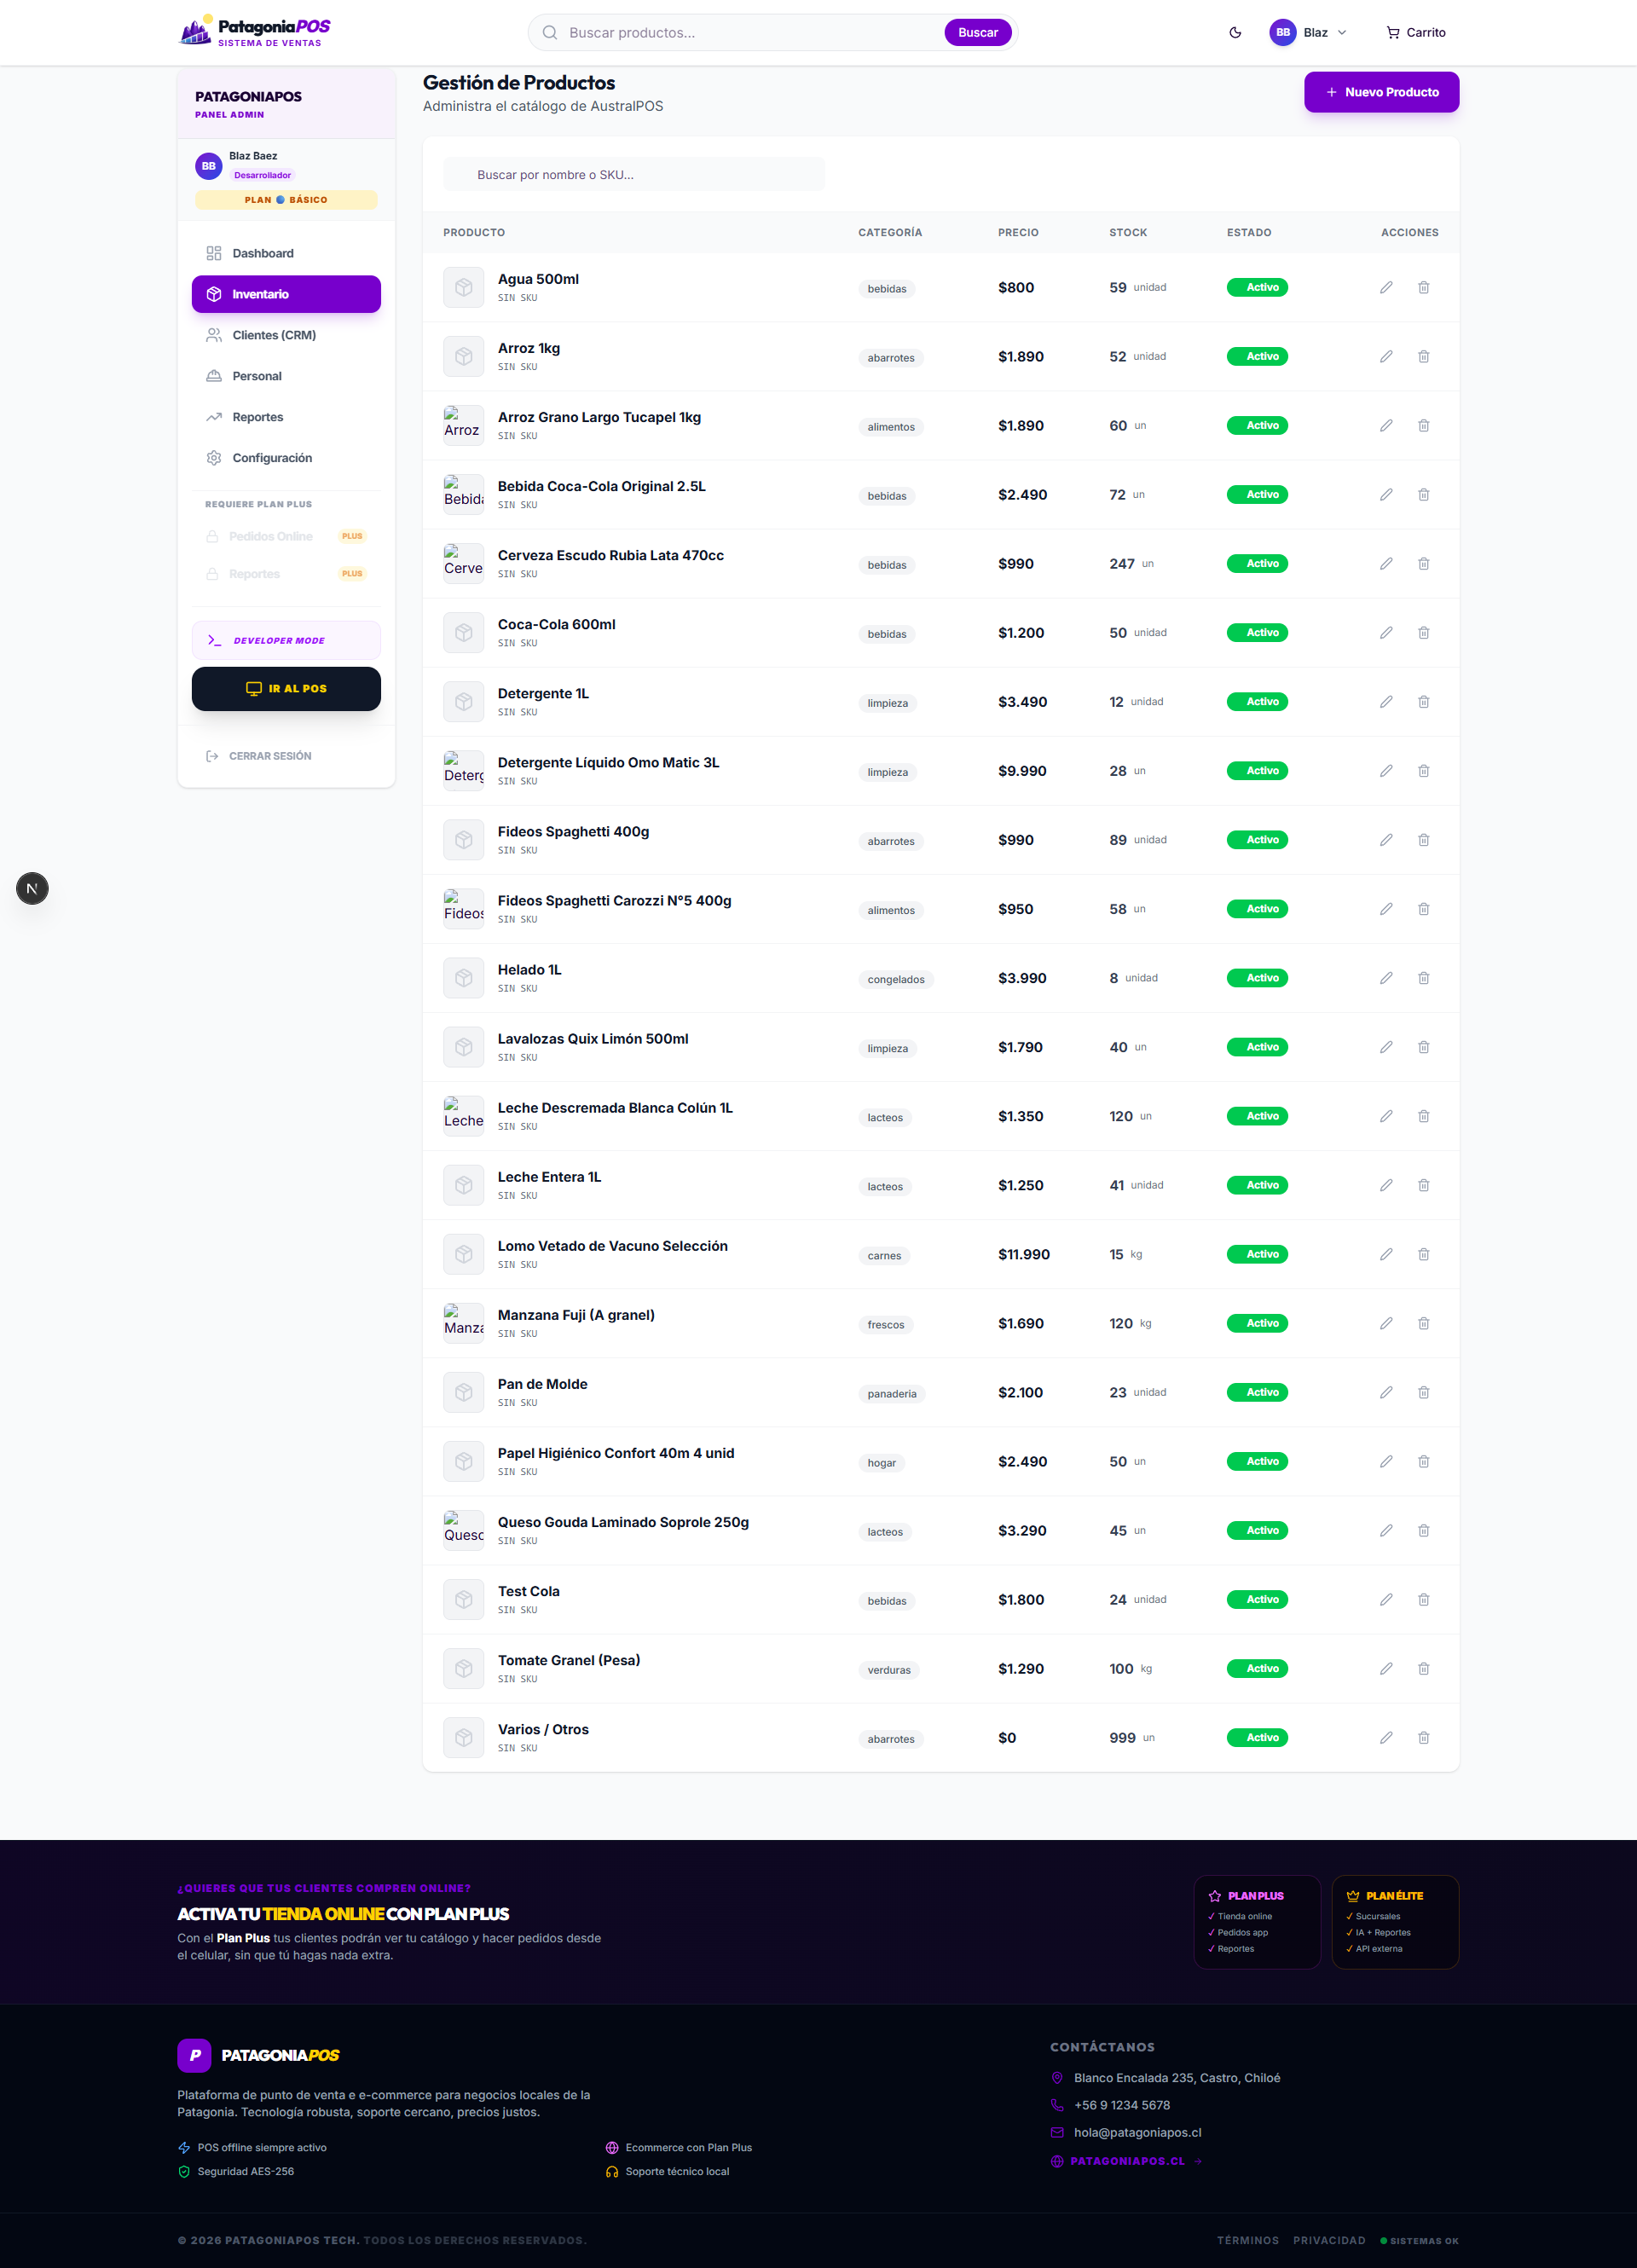 PatagoniaPOS
SISTEMA DE VENTAS
Buscar productos...
Buscar
BB
Blaz
Carrito
PATAGONIAPOS
PANEL ADMIN
BB
Blaz Baez
Desarrollador
PLAN BÁSICO
Dashboard
Inventario
Clientes (CRM)
Personal
Reportes
Configuración
REQUIERE PLAN PLUS
Pedidos Online PLUS
Reportes PLUS
DEVELOPER MODE
IR AL POS
CERRAR SESIÓN
N
Gestión de Productos
Administra el catálogo de AustralPOS
Nuevo Producto
Buscar por nombre o SKU...
PRODUCTO CATEGORÍA PRECIO STOCK ESTADO ACCIONES
Agua 500ml
SIN SKU
bebidas $800 59 unidad Activo
Arroz 1kg
SIN SKU
abarrotes $1.890 52 unidad Activo
Arroz
Arroz Grano Largo Tucapel 1kg
SIN SKU
alimentos $1.890 60 un Activo
Bebida
Bebida Coca-Cola Original 2.5L
SIN SKU
bebidas $2.490 72 un Activo
Cerve
Cerveza Escudo Rubia Lata 470cc
SIN SKU
bebidas $990 247 un Activo
Coca-Cola 600ml
SIN SKU
bebidas $1.200 50 unidad Activo
Detergente 1L
SIN SKU
limpieza $3.490 12 unidad Activo
Deterg
Detergente Líquido Omo Matic 3L
SIN SKU
limpieza $9.990 28 un Activo
Fideos Spaghetti 400g
SIN SKU
abarrotes $990 89 unidad Activo
Fideos
Fideos Spaghetti Carozzi N°5 400g
SIN SKU
alimentos $950 58 un Activo
Helado 1L
SIN SKU
congelados $3.990 8 unidad Activo
Lavalozas Quix Limón 500ml
SIN SKU
limpieza $1.790 40 un Activo
Leche
Leche Descremada Blanca Colún 1L
SIN SKU
lacteos $1.350 120 un Activo
Leche Entera 1L
SIN SKU
lacteos $1.250 41 unidad Activo
Lomo Vetado de Vacuno Selección
SIN SKU
carnes $11.990 15 kg Activo
Manza
Manzana Fuji (A granel)
SIN SKU
frescos $1.690 120 kg Activo
Pan de Molde
SIN SKU
panaderia $2.100 23 unidad Activo
Papel Higiénico Confort 40m 4 unid
SIN SKU
hogar $2.490 50 un Activo
Queso
Queso Gouda Laminado Soprole 250g
SIN SKU
lacteos $3.290 45 un Activo
Test Cola
SIN SKU
bebidas $1.800 24 unidad Activo
Tomate Granel (Pesa)
SIN SKU
verduras $1.290 100 kg Activo
Varios / Otros
SIN SKU
abarrotes $0 999 un Activo
¿QUIERES QUE TUS CLIENTES COMPREN ONLINE?
ACTIVA TU TIENDA ONLINE CON PLAN PLUS
Con el Plan Plus tus clientes podrán ver tu catálogo y hacer pedidos desde
el celular, sin que tú hagas nada extra.
PLAN PLUS
✓ Tienda online
✓ Pedidos app
✓ Reportes
PLAN ÉLITE
✓ Sucursales
✓ IA + Reportes
✓ API externa
P
PATAGONIAPOS
Plataforma de punto de venta e e-commerce para negocios locales de la
Patagonia. Tecnología robusta, soporte cercano, precios justos.
POS offline siempre activo
Ecommerce con Plan Plus
Seguridad AES-256
Soporte técnico local
CONTÁCTANOS
Blanco Encalada 235, Castro, Chiloé
+56 9 1234 5678
hola@patagoniapos.cl
PATAGONIAPOS.CL →
© 2026 PATAGONIAPOS TECH. TODOS LOS DERECHOS RESERVADOS.
TÉRMINOS PRIVACIDAD SISTEMAS OK